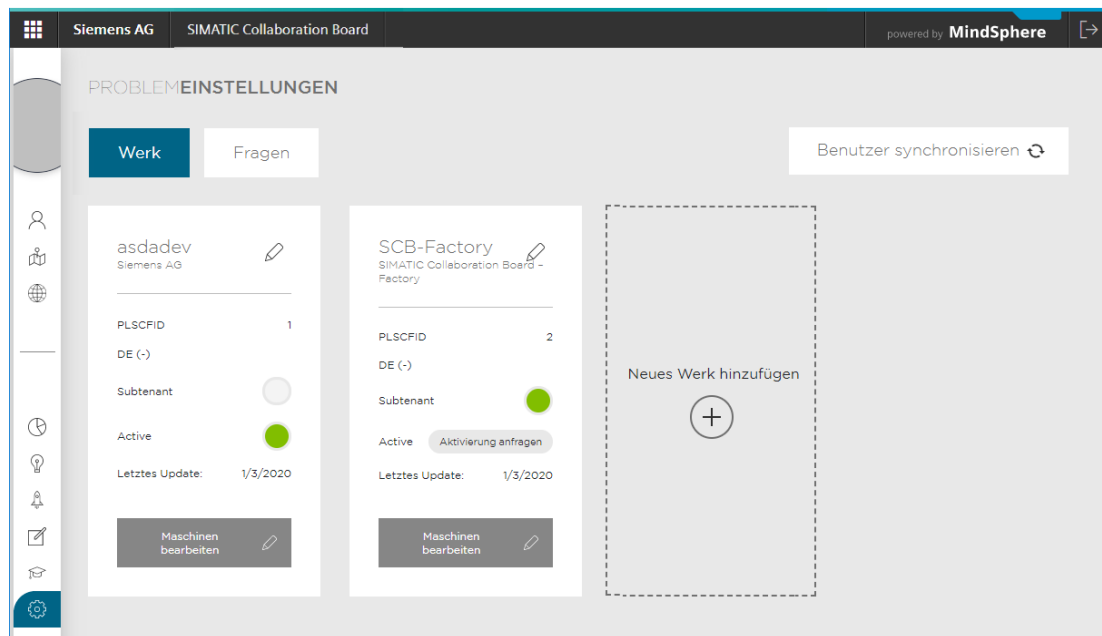 Siemens AG SIMATIC Collaboration Board powered by MindSphere
PROBLEMEINSTELLUNGEN
Werk Fragen Benutzer synchronisieren
asdadev
Siemens AG
PLSCFID 1
DE (-)
Subtenant
Active
Letztes Update: 1/3/2020
Maschinen
bearbeiten
SCB-Factory
SIMATIC Collaboration Board –
Factory
PLSCFID 2
DE (-)
Subtenant
Active Aktivierung anfragen
Letztes Update: 1/3/2020
Maschinen
bearbeiten
Neues Werk hinzufügen